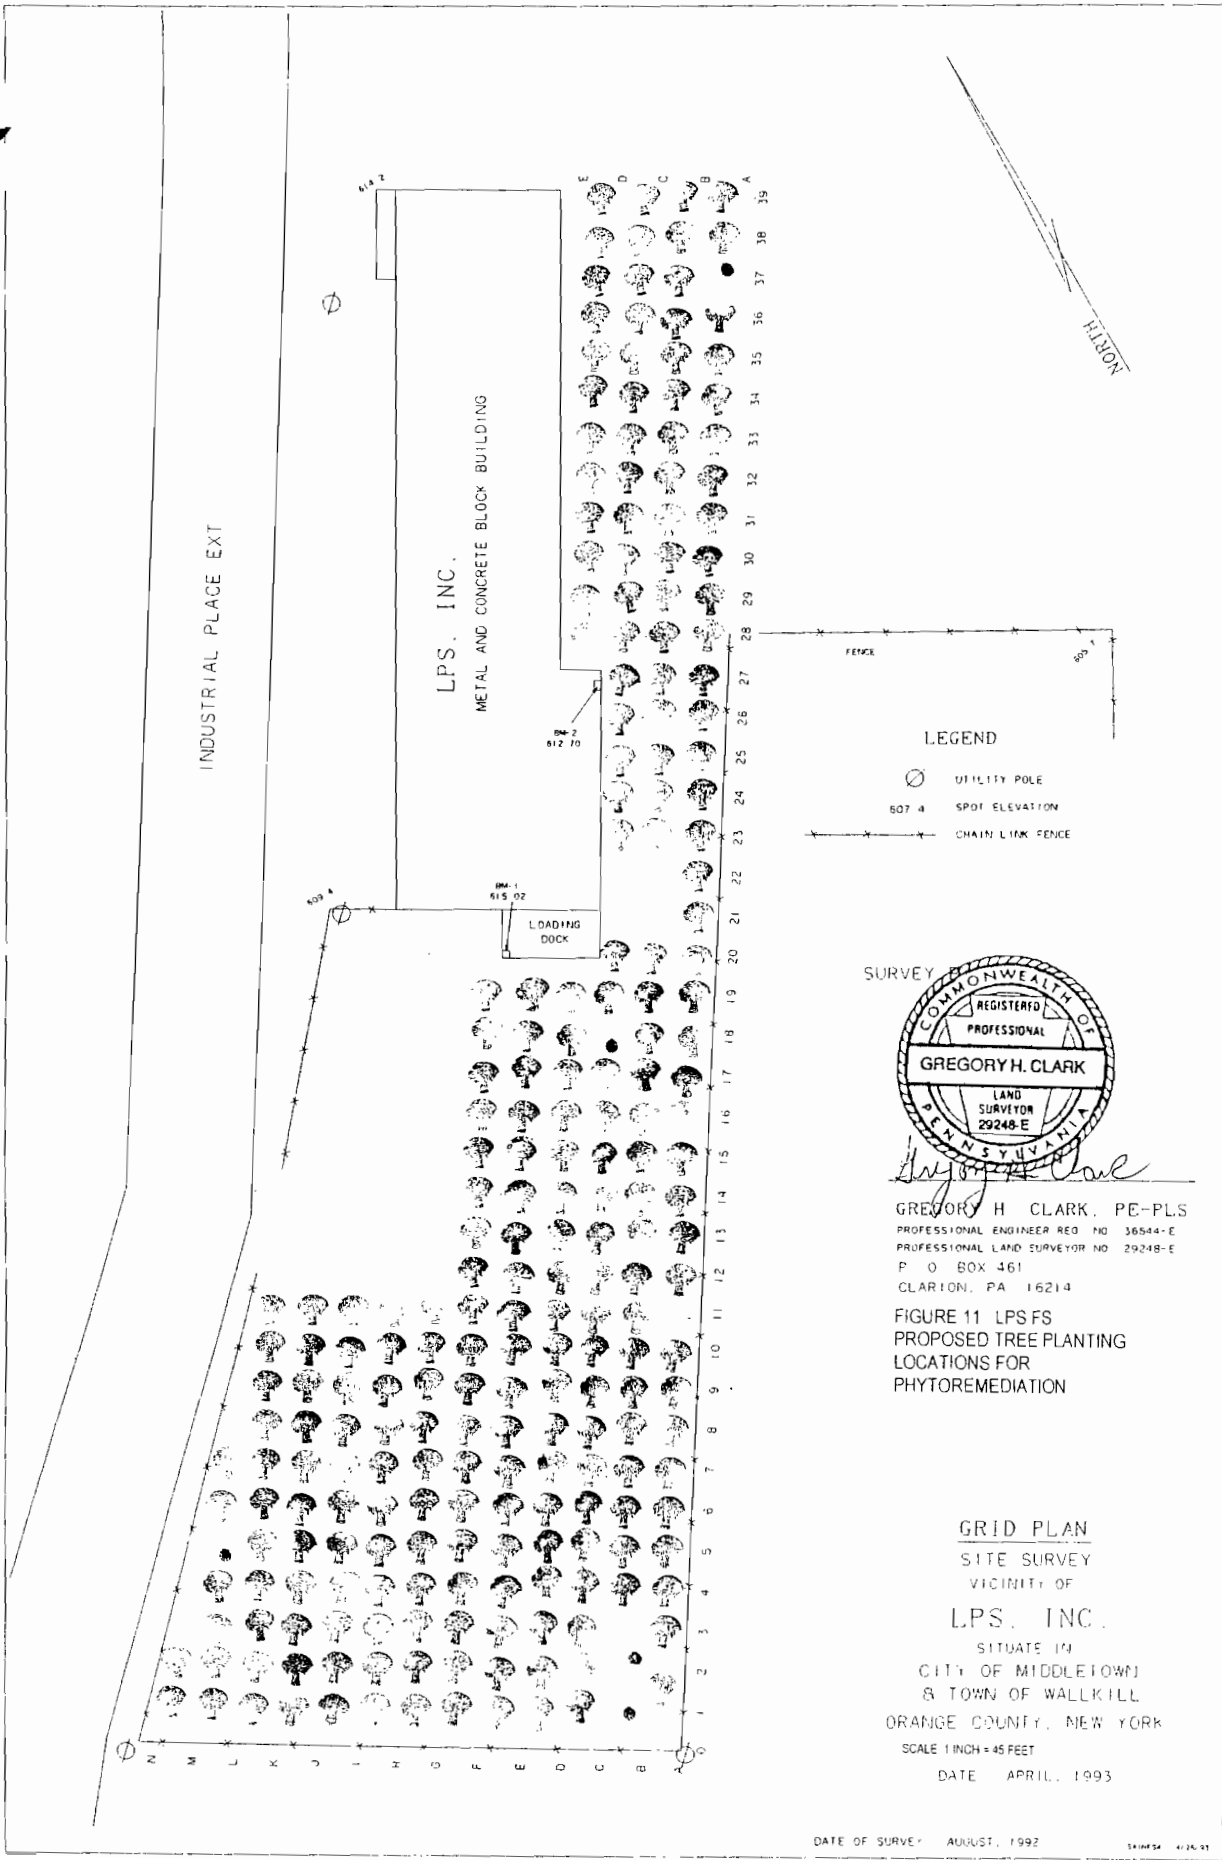 614 2
E D C B A
39
38
37
36
35
34
33
32
31
30
29
28
27
26
25
24
23
22
21
20
19
18
17
16
15
14
13
12
11
10
9
8
7
6
5
4
3
2
1
0
N M L K J I H G F E D C B A
NORTH
INDUSTRIAL PLACE EXT
LPS. INC.
METAL AND CONCRETE BLOCK BUILDING
BM-2
612 70
BM-1
615 02
609 4
LOADING
DOCK
FENCE
LEGEND
UTILITY POLE
607 4 SPOT ELEVATION
CHAIN LINK FENCE
SURVEY
COMMONWEALTH OF
REGISTERED
PROFESSIONAL
GREGORY H. CLARK
LAND
SURVEYOR
29248-E
PENNSYLVANIA
Gregory H Clark
GREGORY H CLARK, PE-PLS
PROFESSIONAL ENGINEER REG NO 36544-E
PROFESSIONAL LAND SURVEYOR NO 29248-E
P O BOX 461
CLARION, PA 16214
FIGURE 11 LPS FS
PROPOSED TREE PLANTING
LOCATIONS FOR
PHYTOREMEDIATION
GRID PLAN
SITE SURVEY
VICINITY OF
LPS. INC.
SITUATE IN
CITY OF MIDDLETOWN
& TOWN OF WALLKILL
ORANGE COUNTY, NEW YORK
SCALE 1 INCH = 45 FEET
DATE APRIL, 1993
DATE OF SURVEY AUGUST, 1992